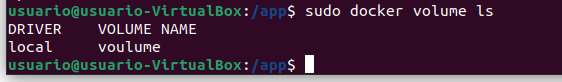 usuario@usuario-VirtualBox:/app$ sudo docker volume ls
DRIVER    VOLUME NAME
local     voulume
usuario@usuario-VirtualBox:/app$